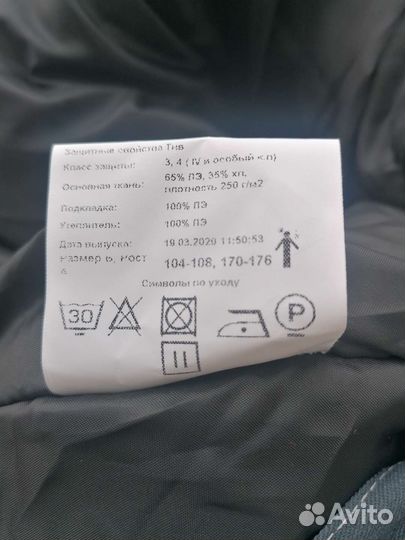 Защитные свойства Тнв
Класс защиты: 3, 4 ( IV и особый к.п)
Основная ткань: 65% ПЭ, 35% хл, плотность 250 г/м2
Подкладка: 100% ПЭ
Утеплитель: 100% ПЭ
Дата выпуска: 19.03.2020 11:50:53
Размер Б, Рост 104-108, 170-176
Символы по уходу
30 P
Avito